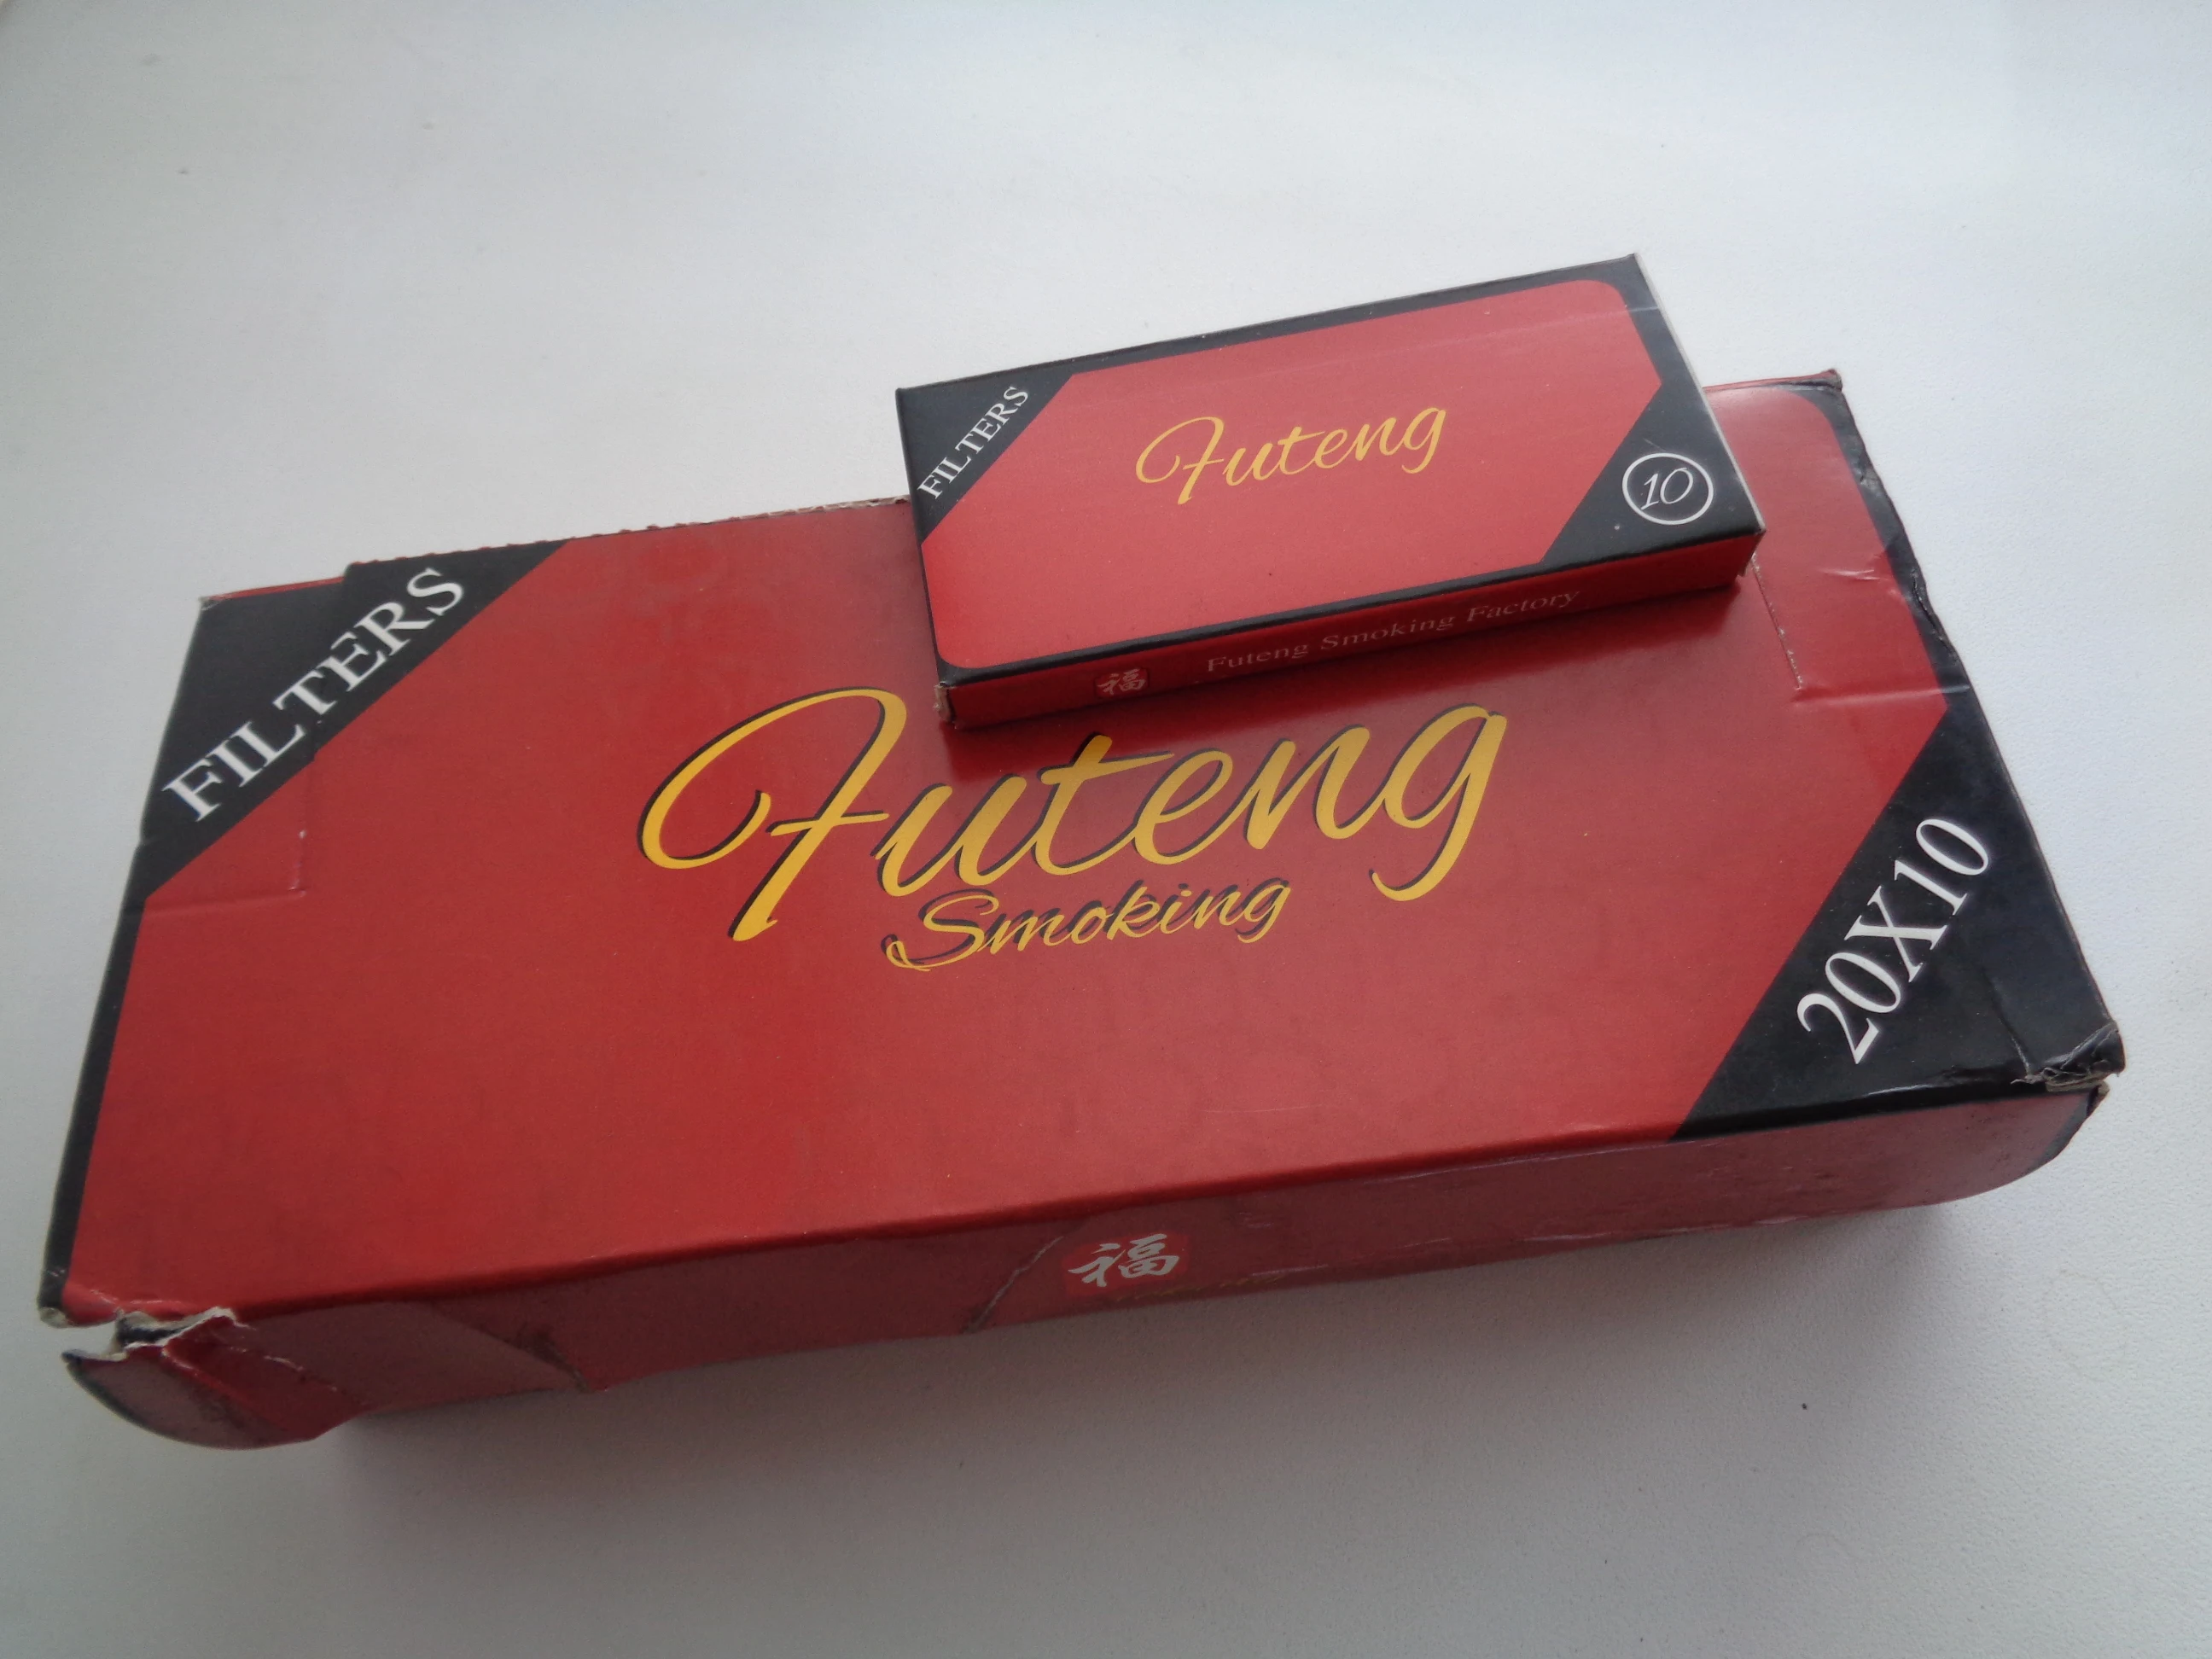 FILTERS
Futeng
10
福
Futeng Smoking Factory
FILTERS
Futeng
Smoking
20X10
福